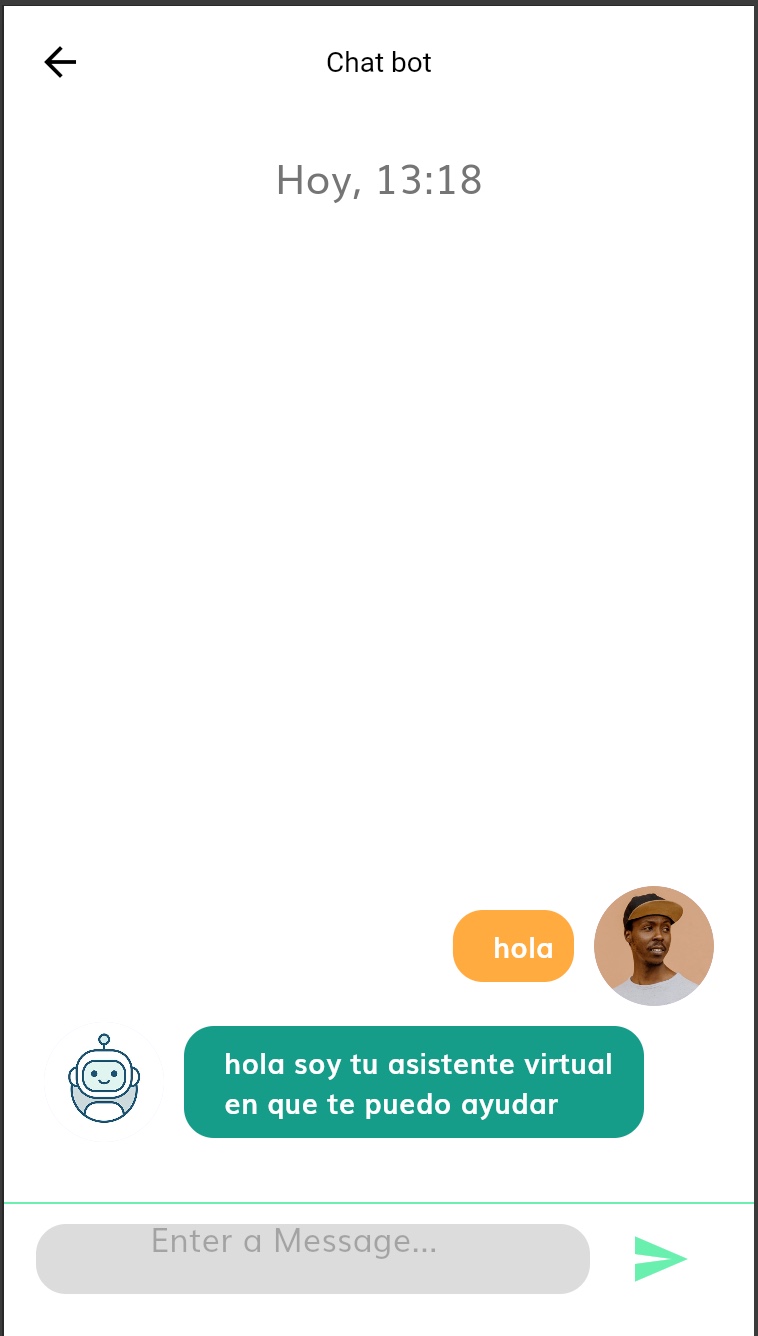 Chat bot
Hoy, 13:18
hola
hola soy tu asistente virtual
en que te puedo ayudar
Enter a Message...